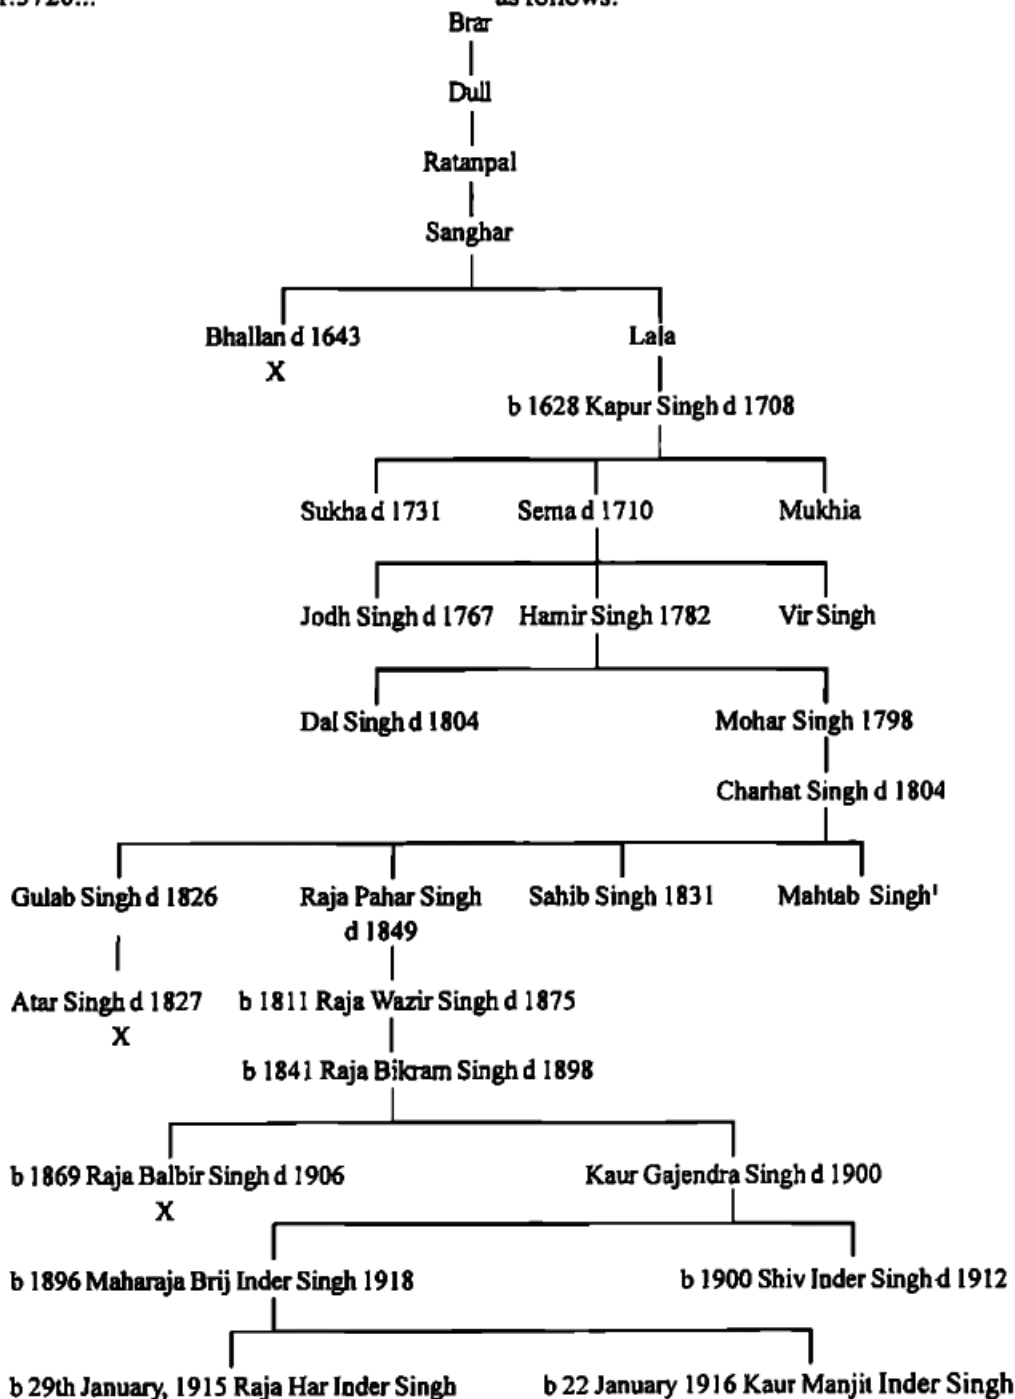 as follows:
Brar
Dull
Ratanpal
Sanghar
Bhallan d 1643 Lala
X
b 1628 Kapur Singh d 1708
Sukha d 1731 Sema d 1710 Mukhia
Jodh Singh d 1767 Hamir Singh 1782 Vir Singh
Dal Singh d 1804 Mohar Singh 1798
Charhat Singh d 1804
Gulab Singh d 1826 Raja Pahar Singh Sahib Singh 1831 Mahtab Singh¹
d 1849
Atar Singh d 1827 b 1811 Raja Wazir Singh d 1875
X
b 1841 Raja Bikram Singh d 1898
b 1869 Raja Balbir Singh d 1906 Kaur Gajendra Singh d 1900
X
b 1896 Maharaja Brij Inder Singh 1918 b 1900 Shiv Inder Singh d 1912
b 29th January, 1915 Raja Har Inder Singh b 22 January 1916 Kaur Manjit Inder Singh